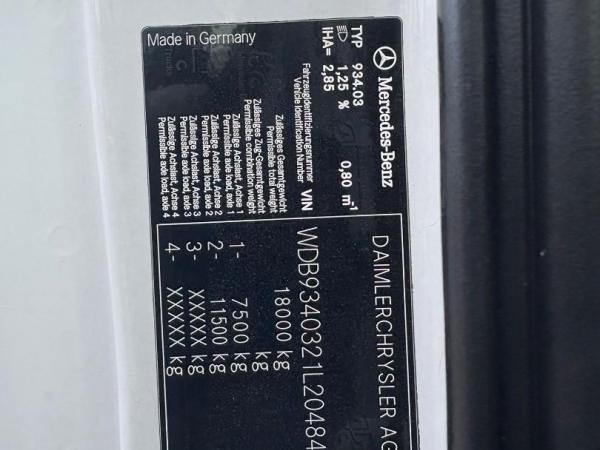 Mercedes-Benz
DAIMLERCHRYSLER AG
TYP 934.03
1,25 % 0,80 m-1
iHA= 2,85
Fahrzeugidentifizierungsnummer
Vehicle Identification Number VIN
WDB9340321L20484
Zulässiges Gesamtgewicht
Permissible total weight
18000 kg
Zulässiges Zug-Gesamtgewicht
Permissible combination weight
kg
Zulässige Achslast, Achse 1
Permissible axle load, axle 1
1- 7500 kg
Zulässige Achslast, Achse 2
Permissible axle load, axle 2
2- 11500 kg
Zulässige Achslast, Achse 3
Permissible axle load, axle 3
3- XXXXX kg
Zulässige Achslast, Achse 4
Permissible axle load, axle 4
4- XXXXX kg
Made in Germany